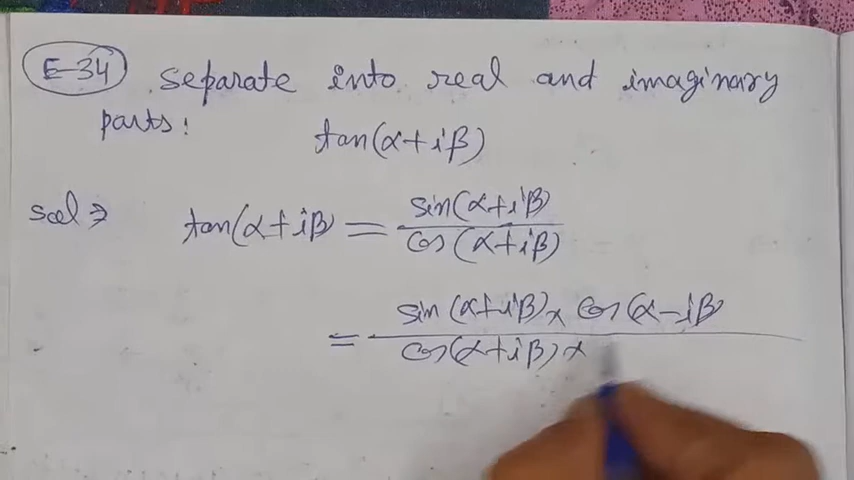 E-34 separate into real and imaginary
parts: tan(α+iβ)
sol⇒ tan(α+iβ) = sin(α+iβ)/cos(α+iβ)
= sin(α+iβ) × cos(α-iβ)
cos(α+iβ) ×